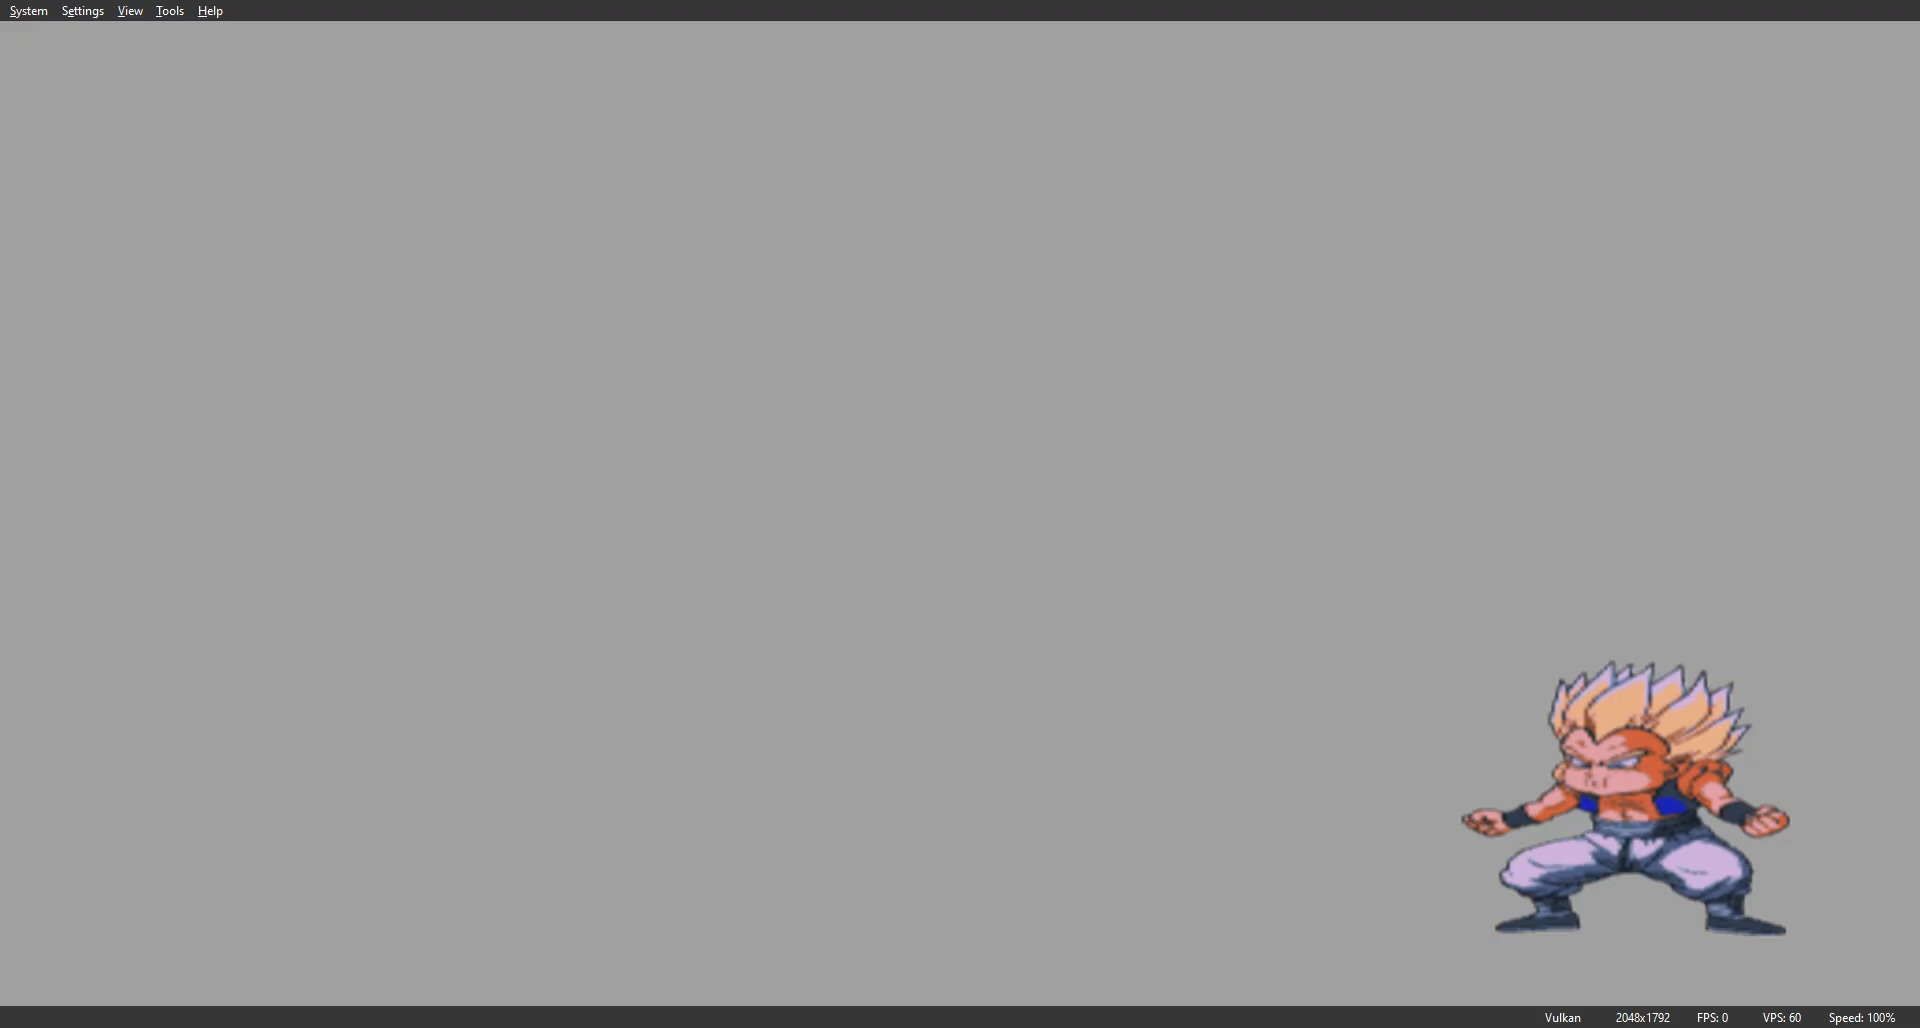 System Settings View Tools Help
Vulkan 2048x1792 FPS: 0 VPS: 60 Speed: 100%